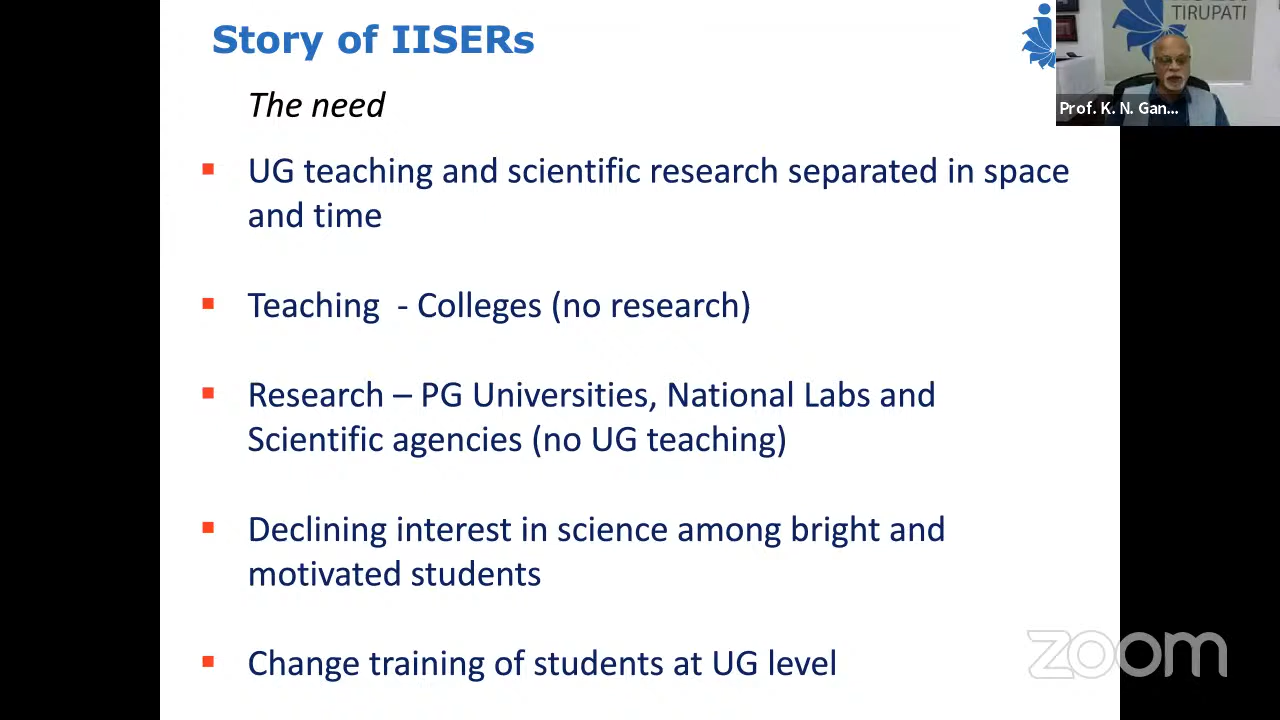 Story of IISERs
TIRUPATI
Prof. K. N. Gan...
The need
▪ UG teaching and scientific research separated in space
and time
▪ Teaching - Colleges (no research)
▪ Research – PG Universities, National Labs and
Scientific agencies (no UG teaching)
▪ Declining interest in science among bright and
motivated students
▪ Change training of students at UG level
zoom